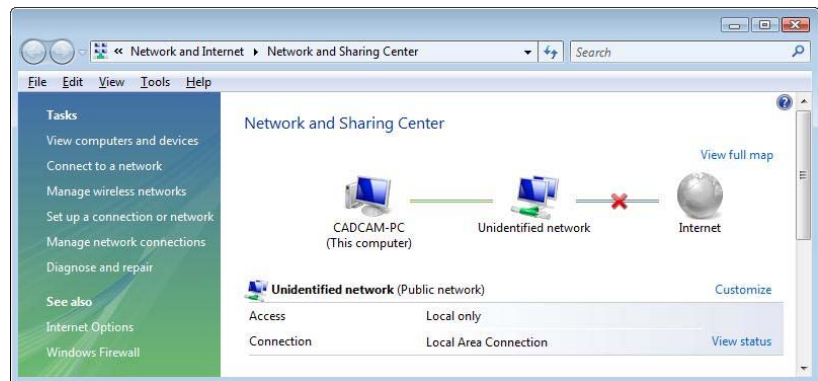 « Network and Internet ▸ Network and Sharing Center
Search
File Edit View Tools Help
Tasks
View computers and devices
Connect to a network
Manage wireless networks
Set up a connection or network
Manage network connections
Diagnose and repair
See also
Internet Options
Windows Firewall
Network and Sharing Center
View full map
CADCAM-PC
(This computer)
Unidentified network
Internet
Unidentified network (Public network)
Customize
Access Local only
Connection Local Area Connection View status